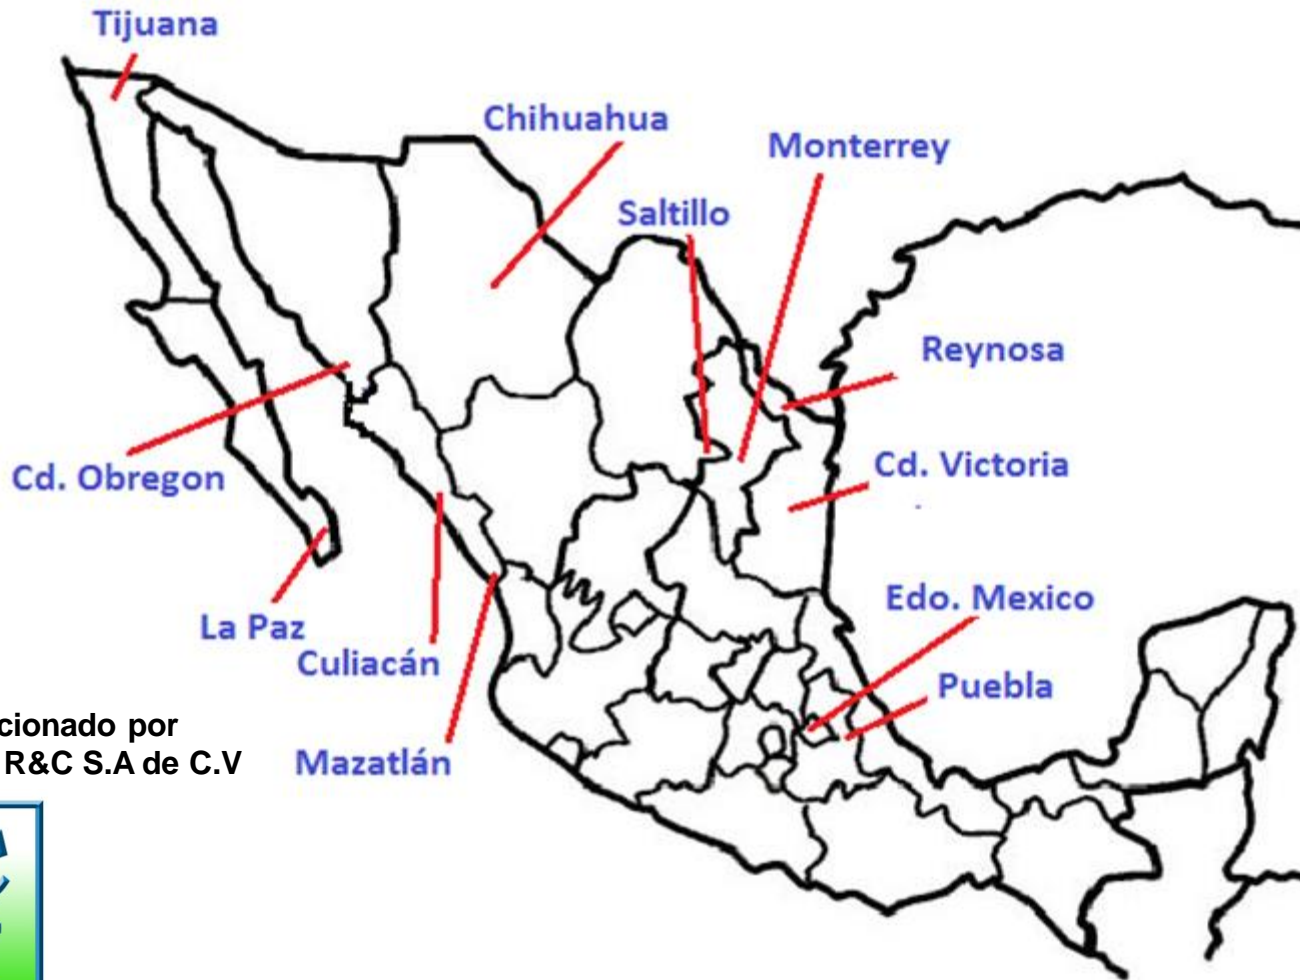 Tijuana
Chihuahua
Monterrey
Saltillo
Reynosa
Cd. Obregon
Cd. Victoria
Edo. Mexico
La Paz
Culiacán
Puebla
cionado por
R&C S.A de C.V
Mazatlán